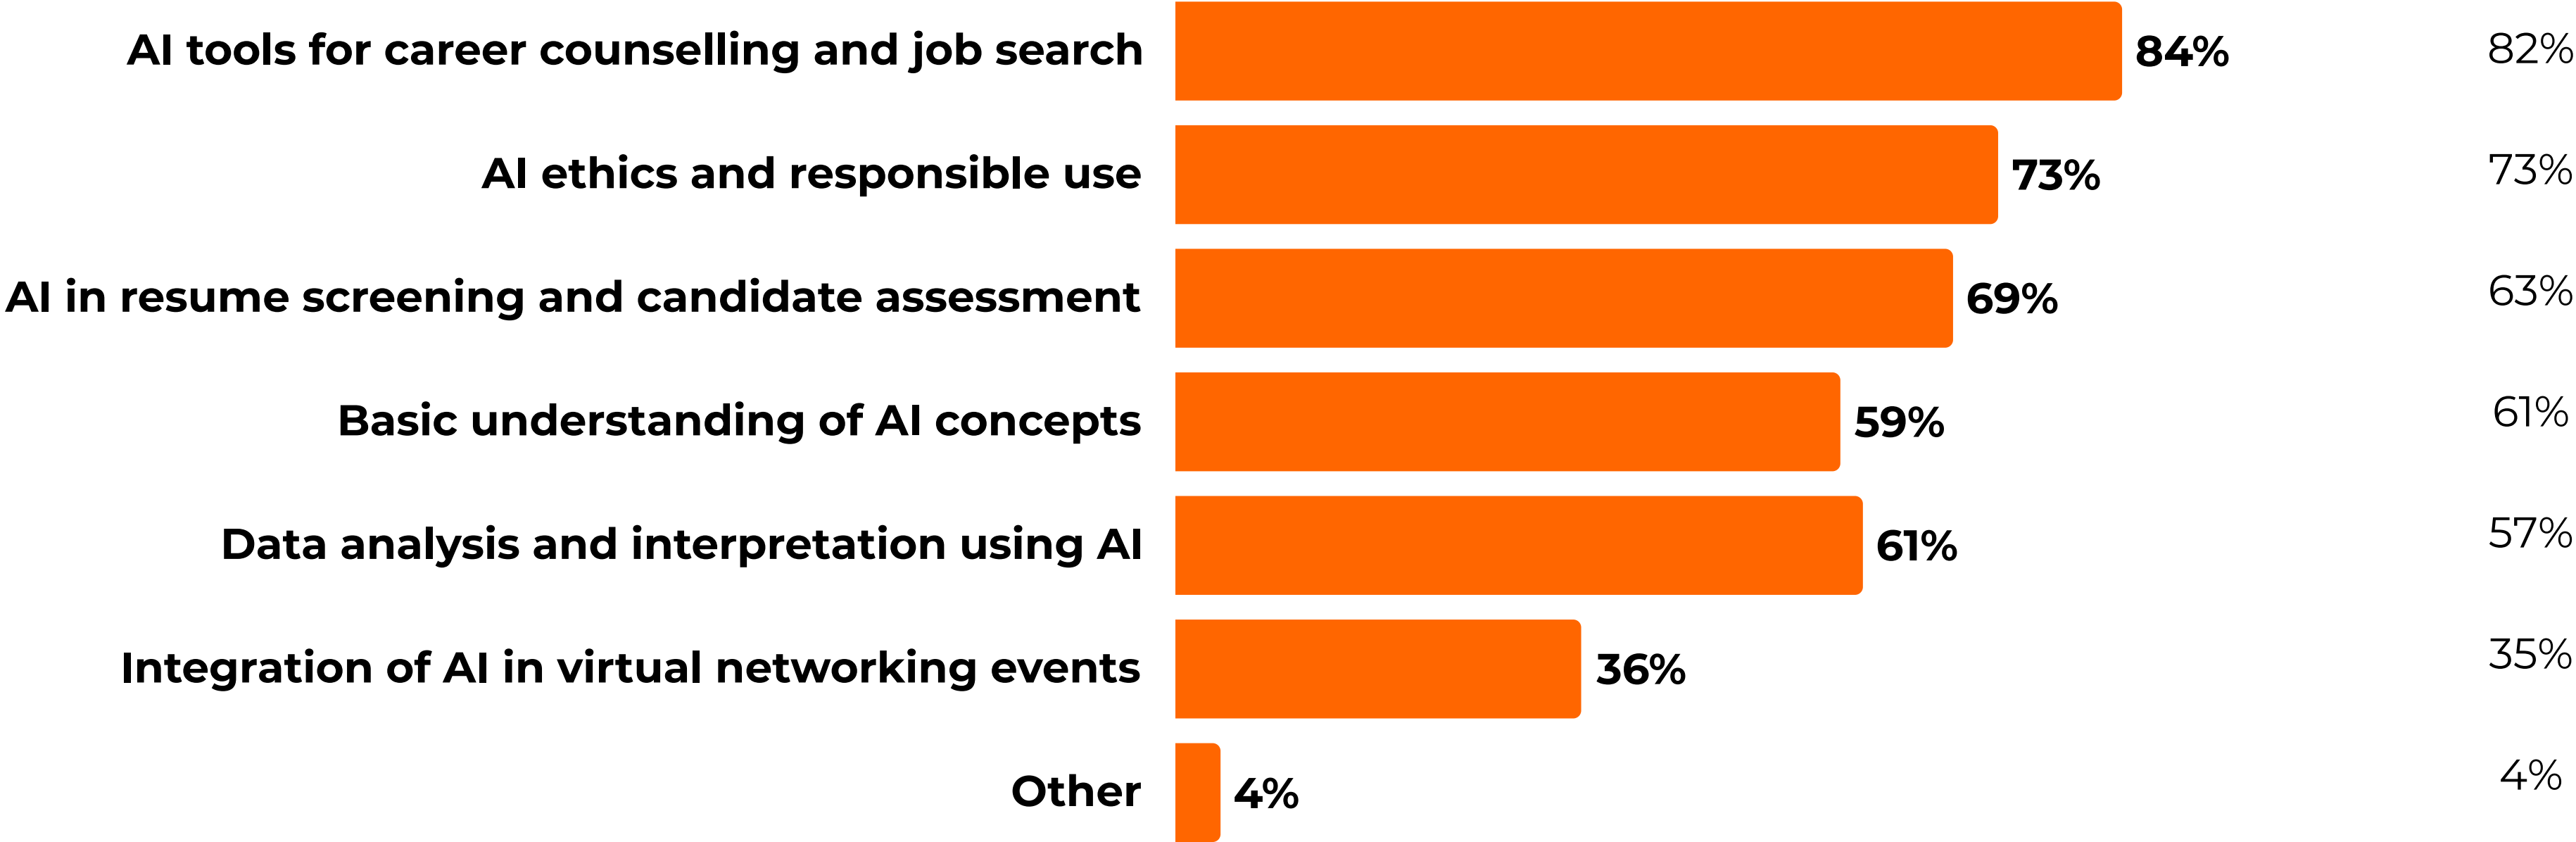 AI tools for career counselling and job search 84% 82%
AI ethics and responsible use 73% 73%
AI in resume screening and candidate assessment 69% 63%
Basic understanding of AI concepts 59% 61%
Data analysis and interpretation using AI 61% 57%
Integration of AI in virtual networking events 36% 35%
Other 4% 4%